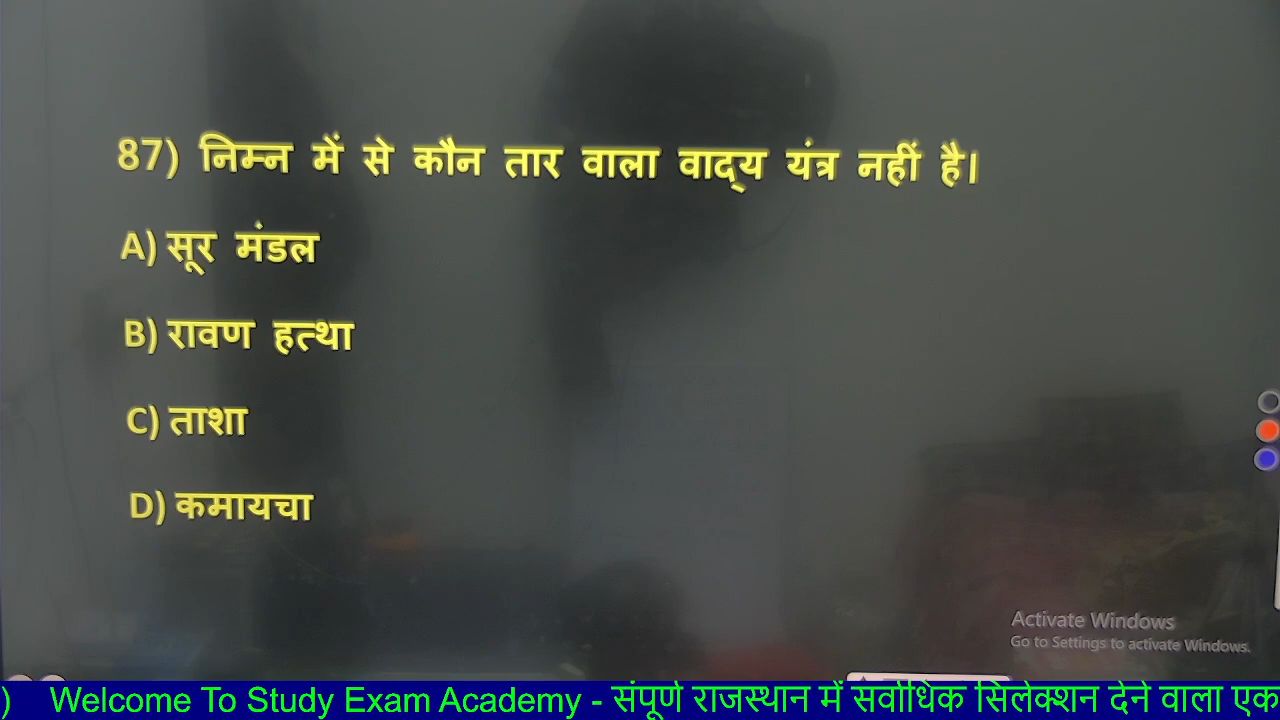 87) निम्न में से कौन तार वाला वाद्य यंत्र नहीं है।
A) सूर मंडल
B) रावण हत्था
C) ताशा
D) कमायचा
Activate Windows
Go to Settings to activate Windows.
) Welcome To Study Exam Academy - संपूर्ण राजस्थान में सर्वाधिक सिलेक्शन देने वाला एक